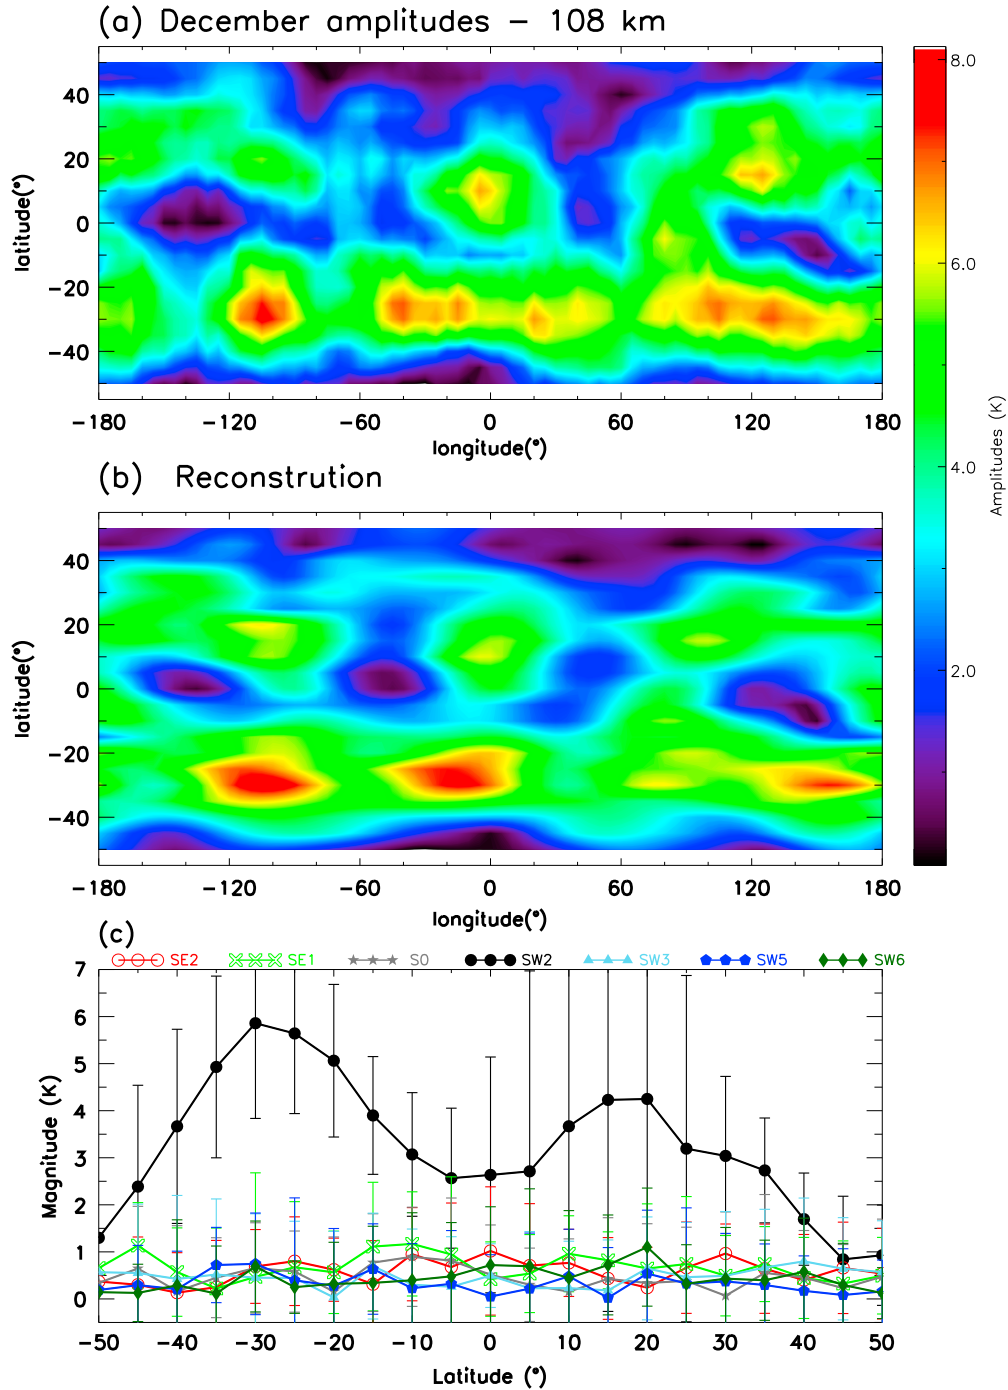 (a) December amplitudes – 108 km
40
20
0
−20
−40
latitude(°)
−180 −120 −60 0 60 120 180
longitude(°)
8.0
6.0
4.0
2.0
Amplitudes (K)
(b) Reconstrution
40
20
0
−20
−40
latitude(°)
−180 −120 −60 0 60 120 180
longitude(°)
(c)
SE2 SE1 S0 SW2 SW3 SW5 SW6
7
6
5
4
3
2
1
0
Magnitude (K)
−50 −40 −30 −20 −10 0 10 20 30 40 50
Latitude (°)